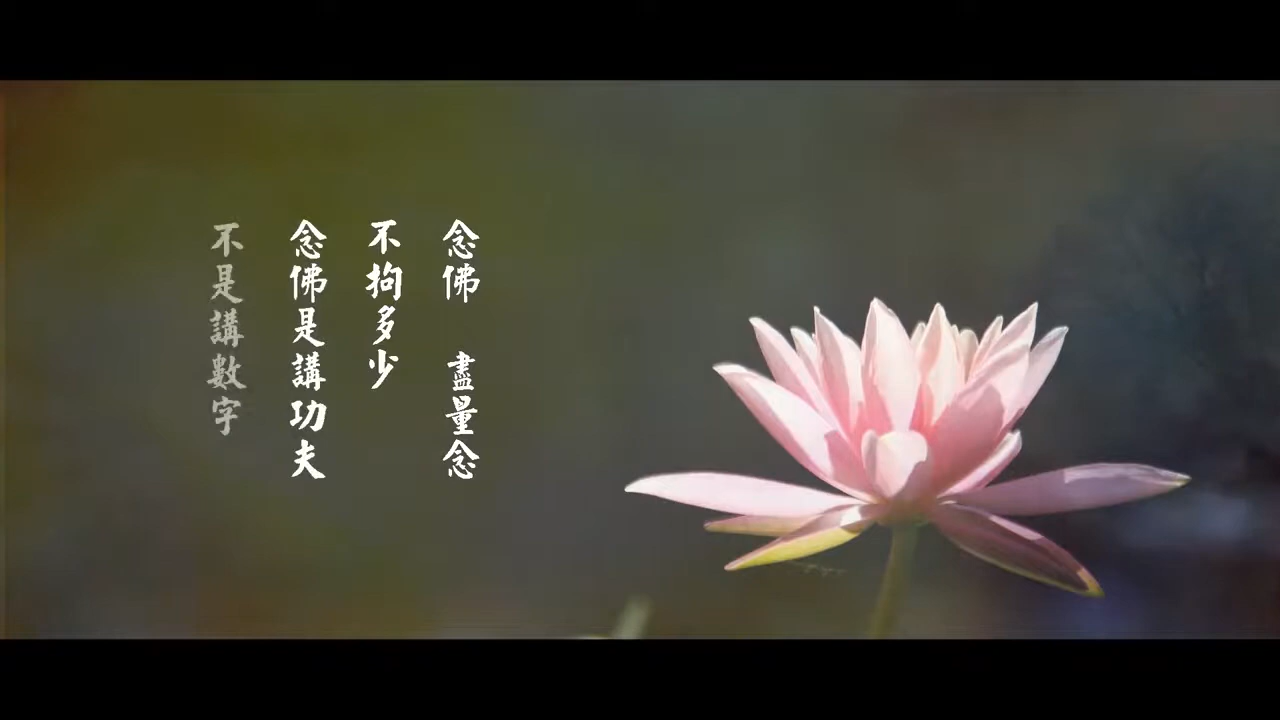 念佛 盡量念
不拘多少
念佛是講功夫
不是講數字